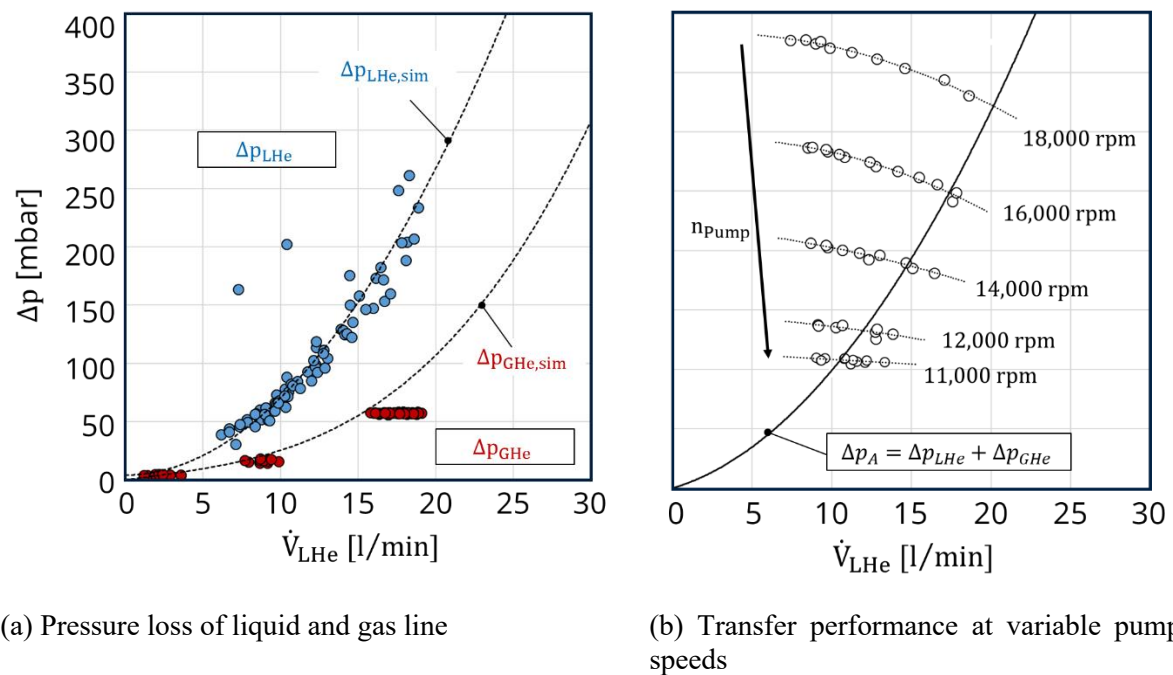 400
350
300
250
200
150
100
50
0
Δp [mbar]
Δp_LHe,sim
Δp_LHe
Δp_GHe,sim
Δp_GHe
0 5 10 15 20 25 30
V̇_LHe [l/min]
(a) Pressure loss of liquid and gas line
18,000 rpm
16,000 rpm
n_Pump
14,000 rpm
12,000 rpm
11,000 rpm
Δp_A = Δp_LHe + Δp_GHe
0 5 10 15 20 25 30
V̇_LHe [l/min]
(b) Transfer performance at variable pump
speeds